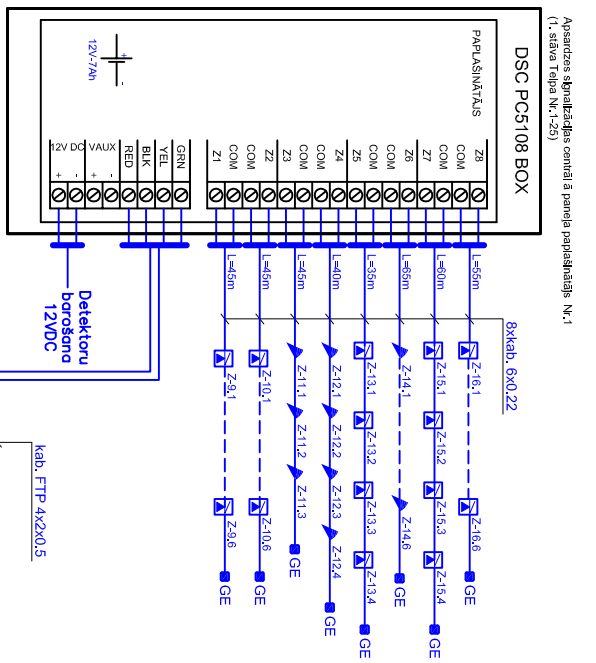 Apsardzes signalizācijas centrālā paneļa paplašinātājs Nr.1
(1. stāva Telpa Nr.1-25)
DSC PC5108 BOX
PAPLAŠINĀTĀJS
12V-7Ah
+
-
12V DC
+
-
VAUX
+
-
RED
BLK
YEL
GRN
Z1
COM
COM
Z2
Z3
COM
COM
Z4
Z5
COM
COM
Z6
Z7
COM
COM
Z8
Detektoru
barošana
12VDC
L=45m
L=45m
L=45m
L=40m
L=35m
L=65m
L=60m
L=55m
8xkab. 6x0.22
kab. FTP 4x2x0.5
Z-9.1
Z-9.6
GE
Z-10.1
Z-10.6
GE
Z-11.1
Z-11.2
Z-11.3
GE
Z-12.1
Z-12.2
Z-12.3
Z-12.4
GE
Z-13.1
Z-13.2
Z-13.3
Z-13.4
GE
Z-14.1
Z-14.6
GE
Z-15.1
Z-15.2
Z-15.3
Z-15.4
GE
Z-16.1
Z-16.6
GE